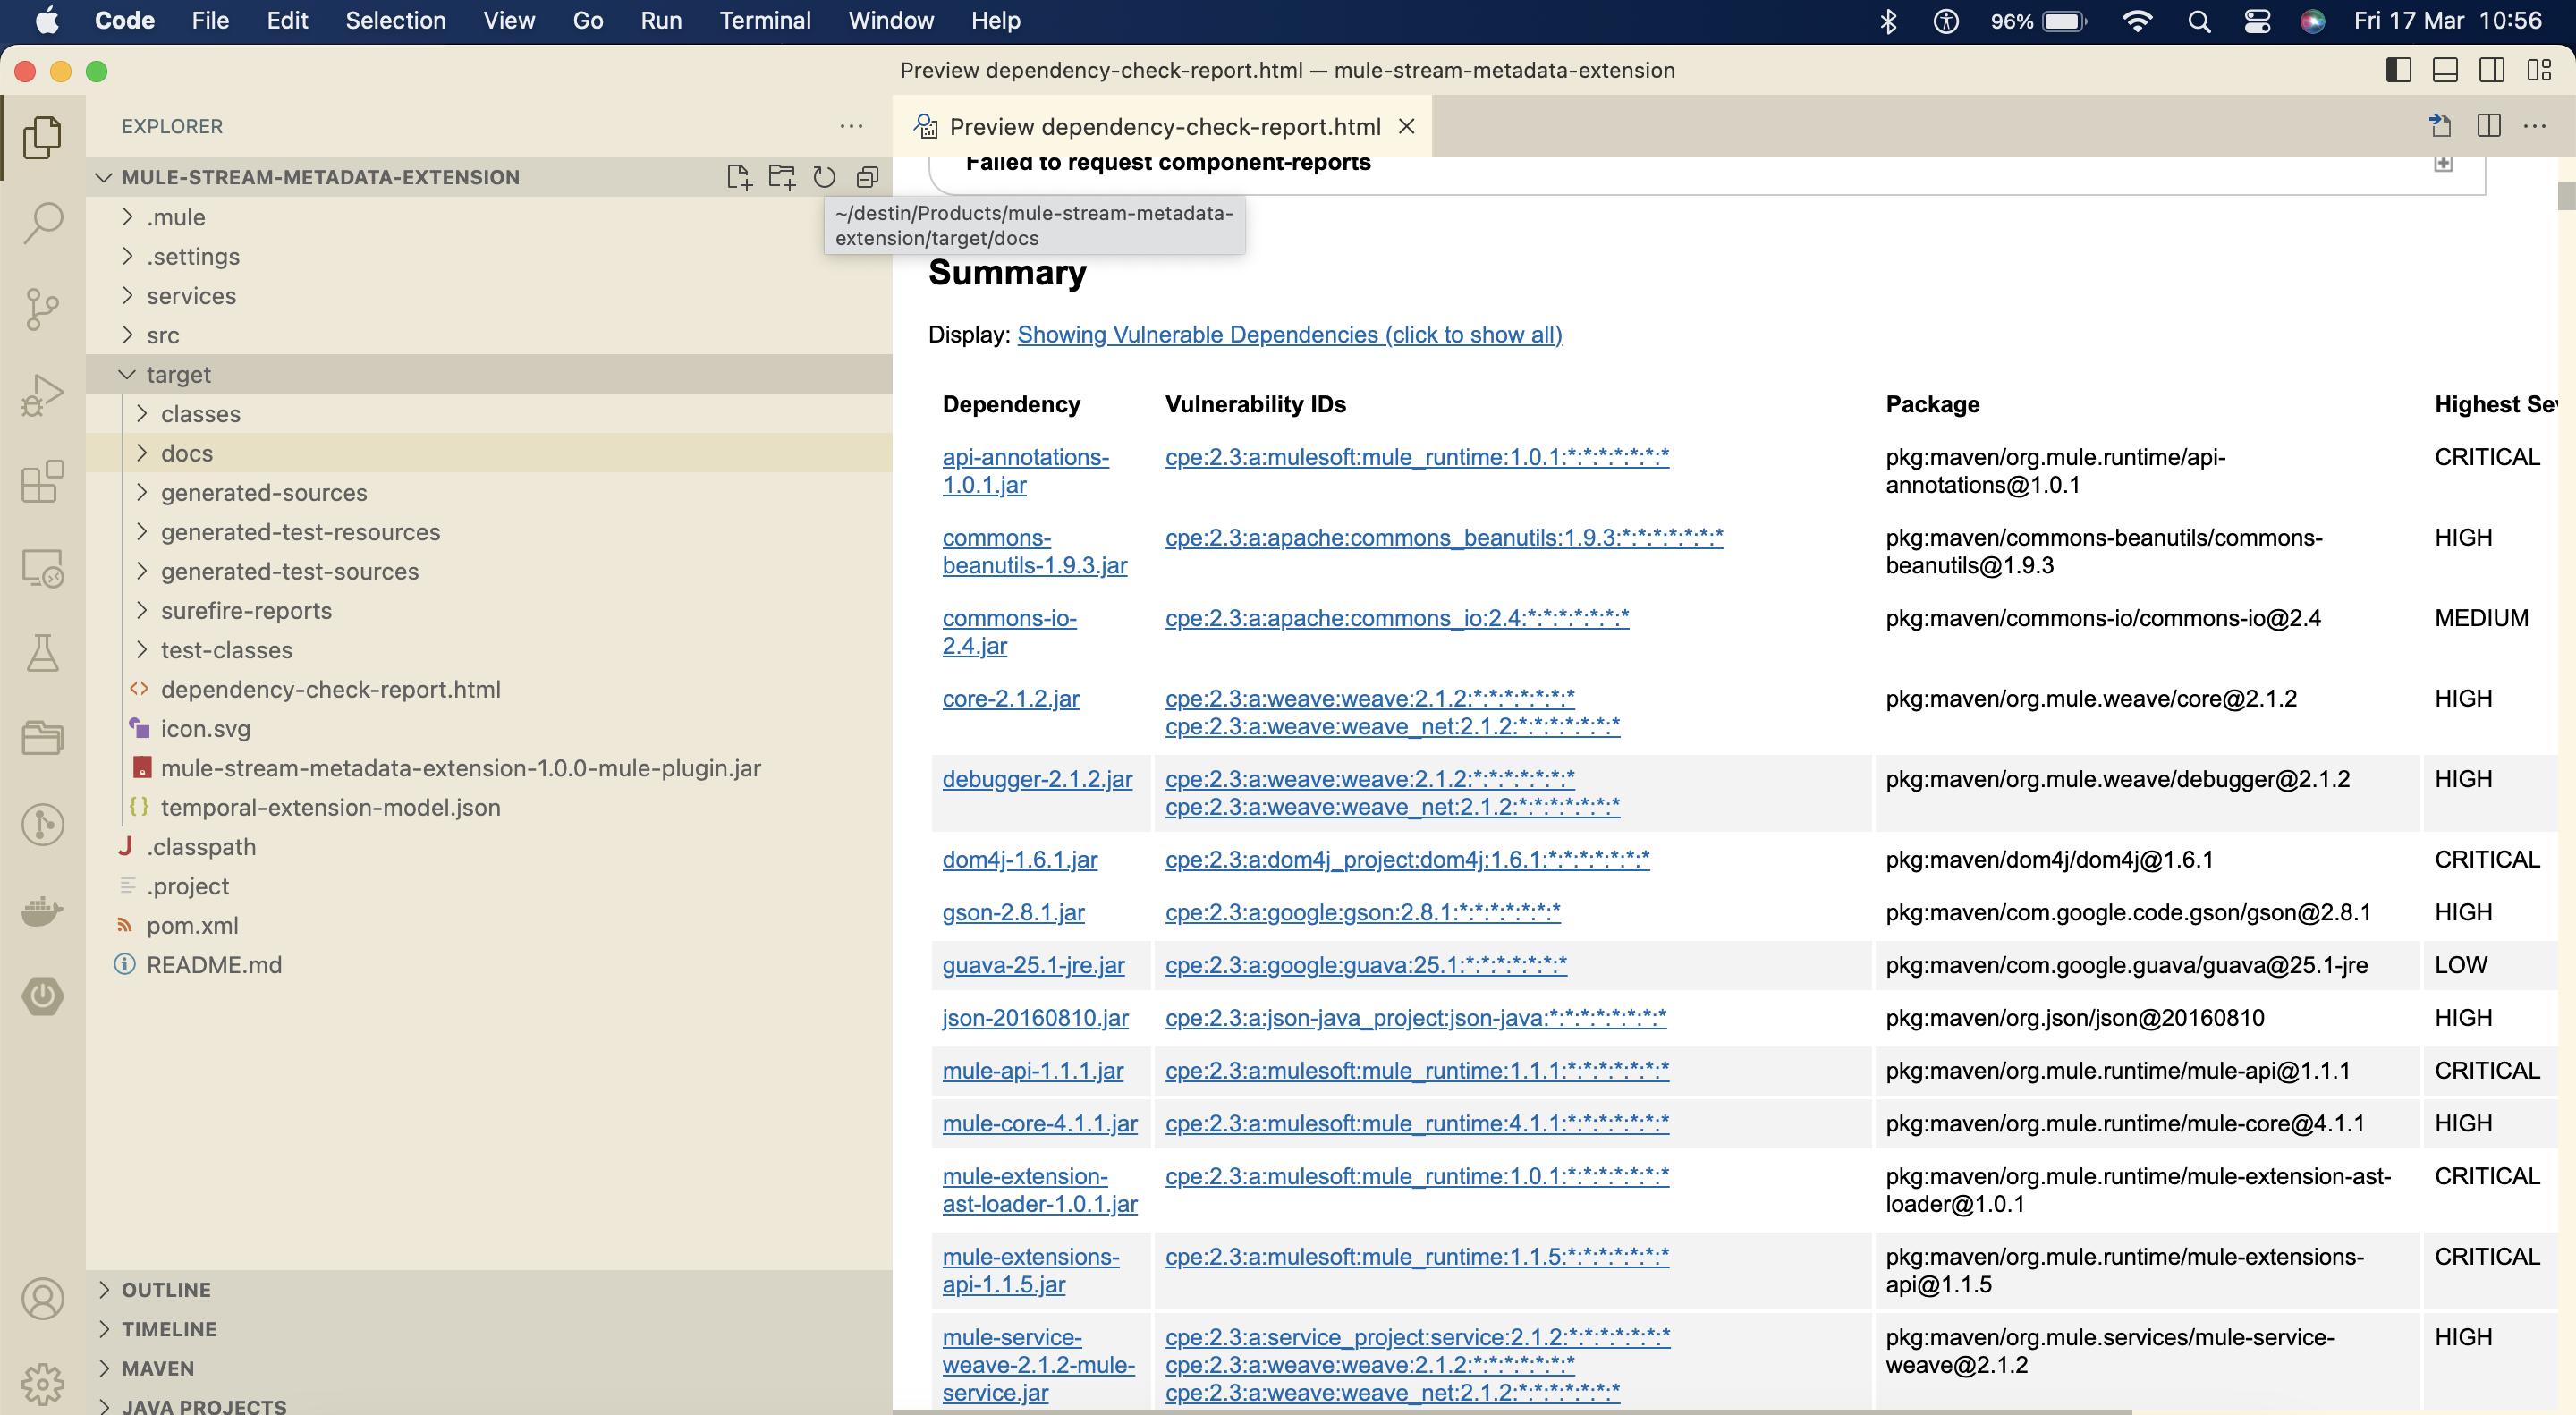 Code File Edit Selection View Go Run Terminal Window Help 96% Fri 17 Mar 10:56
Preview dependency-check-report.html — mule-stream-metadata-extension
EXPLORER
MULE-STREAM-METADATA-EXTENSION
.mule
.settings
services
src
target
classes
docs
generated-sources
generated-test-resources
generated-test-sources
surefire-reports
test-classes
dependency-check-report.html
icon.svg
mule-stream-metadata-extension-1.0.0-mule-plugin.jar
temporal-extension-model.json
.classpath
.project
pom.xml
README.md
OUTLINE
TIMELINE
MAVEN
JAVA PROJECTS
Preview dependency-check-report.html
Failed to request component-reports
~/destin/Products/mule-stream-metadata-
extension/target/docs
Summary
Display: Showing Vulnerable Dependencies (click to show all)
Dependency Vulnerability IDs Package Highest Sev
api-annotations- cpe:2.3:a:mulesoft:mule_runtime:1.0.1:*:*:*:*:*:*:* pkg:maven/org.mule.runtime/api- CRITICAL
1.0.1.jar annotations@1.0.1
commons- cpe:2.3:a:apache:commons_beanutils:1.9.3:*:*:*:*:*:*:* pkg:maven/commons-beanutils/commons- HIGH
beanutils-1.9.3.jar beanutils@1.9.3
commons-io- cpe:2.3:a:apache:commons_io:2.4:*:*:*:*:*:*:* pkg:maven/commons-io/commons-io@2.4 MEDIUM
2.4.jar
core-2.1.2.jar cpe:2.3:a:weave:weave:2.1.2:*:*:*:*:*:*:* pkg:maven/org.mule.weave/core@2.1.2 HIGH
cpe:2.3:a:weave:weave_net:2.1.2:*:*:*:*:*:*:*
debugger-2.1.2.jar cpe:2.3:a:weave:weave:2.1.2:*:*:*:*:*:*:* pkg:maven/org.mule.weave/debugger@2.1.2 HIGH
cpe:2.3:a:weave:weave_net:2.1.2:*:*:*:*:*:*:*
dom4j-1.6.1.jar cpe:2.3:a:dom4j_project:dom4j:1.6.1:*:*:*:*:*:*:* pkg:maven/dom4j/dom4j@1.6.1 CRITICAL
gson-2.8.1.jar cpe:2.3:a:google:gson:2.8.1:*:*:*:*:*:*:* pkg:maven/com.google.code.gson/gson@2.8.1 HIGH
guava-25.1-jre.jar cpe:2.3:a:google:guava:25.1:*:*:*:*:*:*:* pkg:maven/com.google.guava/guava@25.1-jre LOW
json-20160810.jar cpe:2.3:a:json-java_project:json-java:*:*:*:*:*:*:*:* pkg:maven/org.json/json@20160810 HIGH
mule-api-1.1.1.jar cpe:2.3:a:mulesoft:mule_runtime:1.1.1:*:*:*:*:*:*:* pkg:maven/org.mule.runtime/mule-api@1.1.1 CRITICAL
mule-core-4.1.1.jar cpe:2.3:a:mulesoft:mule_runtime:4.1.1:*:*:*:*:*:*:* pkg:maven/org.mule.runtime/mule-core@4.1.1 HIGH
mule-extension- cpe:2.3:a:mulesoft:mule_runtime:1.0.1:*:*:*:*:*:*:* pkg:maven/org.mule.runtime/mule-extension-ast- CRITICAL
ast-loader-1.0.1.jar loader@1.0.1
mule-extensions- cpe:2.3:a:mulesoft:mule_runtime:1.1.5:*:*:*:*:*:*:* pkg:maven/org.mule.runtime/mule-extensions- CRITICAL
api-1.1.5.jar api@1.1.5
mule-service- cpe:2.3:a:service_project:service:2.1.2:*:*:*:*:*:*:* pkg:maven/org.mule.services/mule-service- HIGH
weave-2.1.2-mule- cpe:2.3:a:weave:weave:2.1.2:*:*:*:*:*:*:* weave@2.1.2
service.jar cpe:2.3:a:weave:weave_net:2.1.2:*:*:*:*:*:*:*